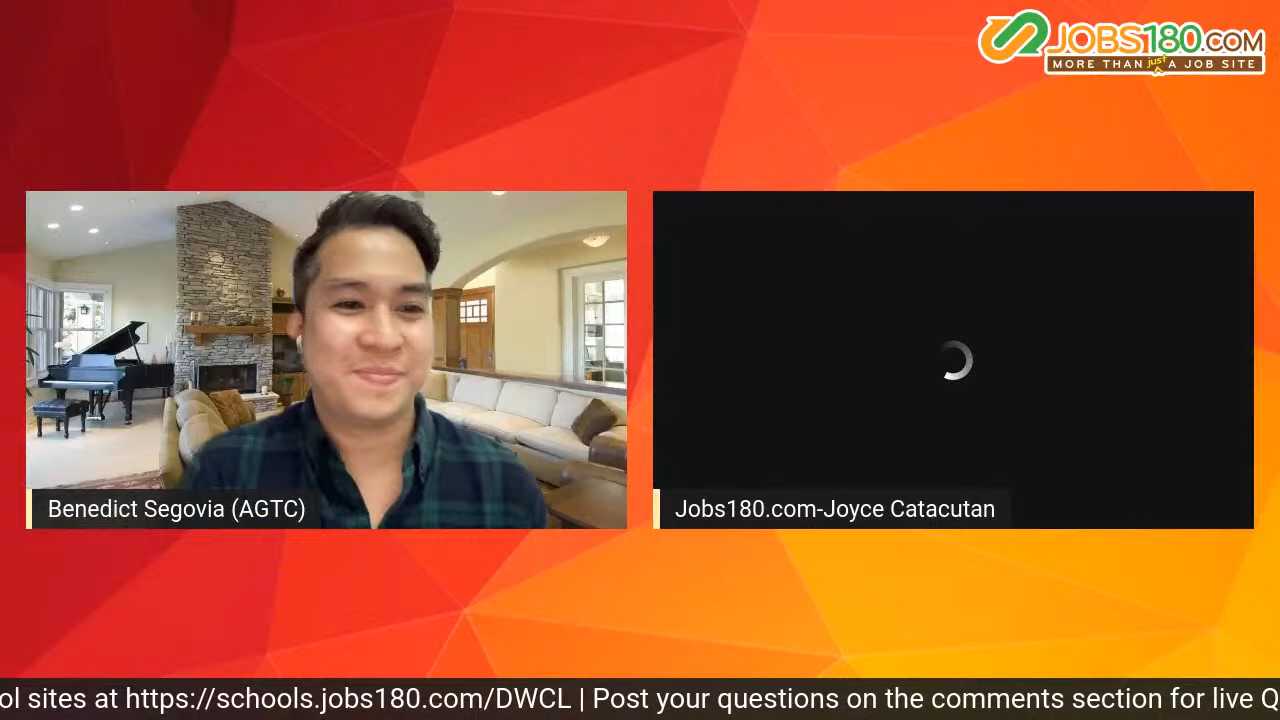 JOBS180.COM
MORE THAN just A JOB SITE
Benedict Segovia (AGTC)
Jobs180.com-Joyce Catacutan
ol sites at https://schools.jobs180.com/DWCL | Post your questions on the comments section for live Q